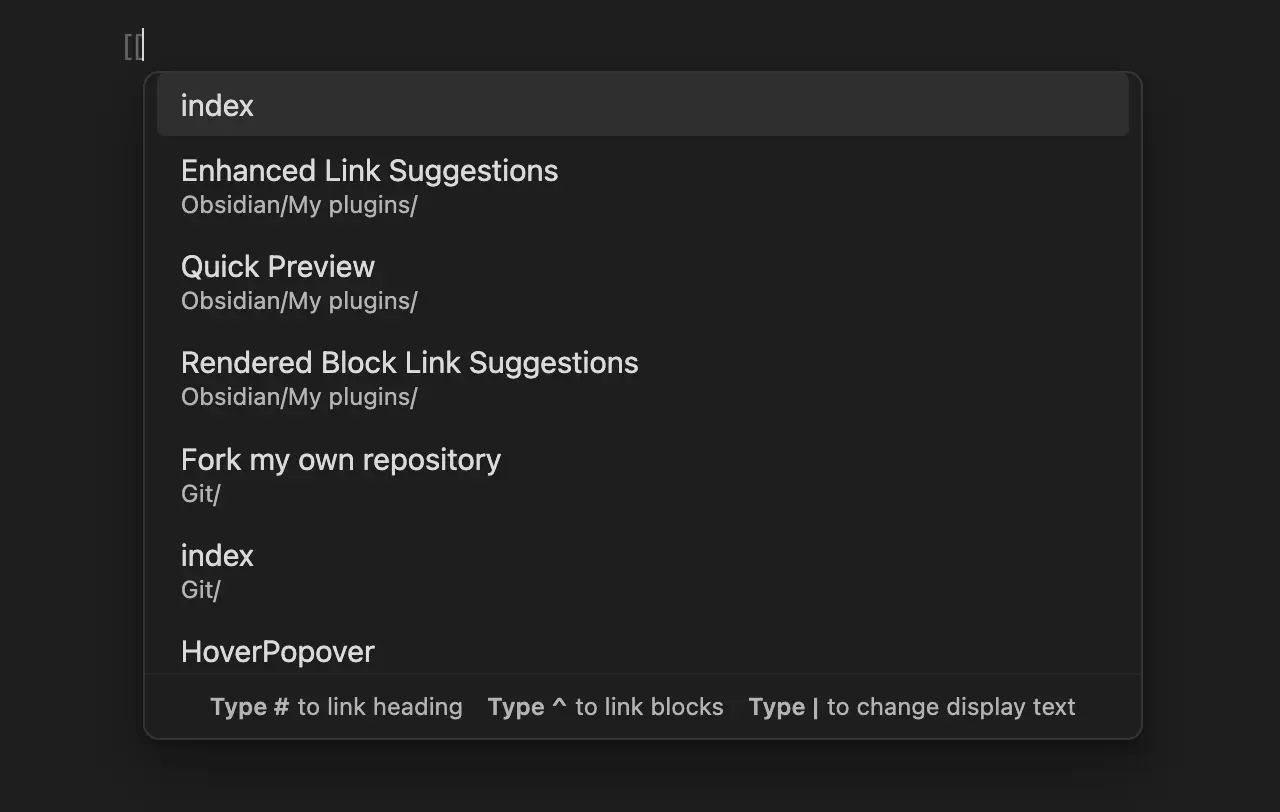 [[
index
Enhanced Link Suggestions
Obsidian/My plugins/
Quick Preview
Obsidian/My plugins/
Rendered Block Link Suggestions
Obsidian/My plugins/
Fork my own repository
Git/
index
Git/
HoverPopover
Type # to link heading Type ^ to link blocks Type | to change display text